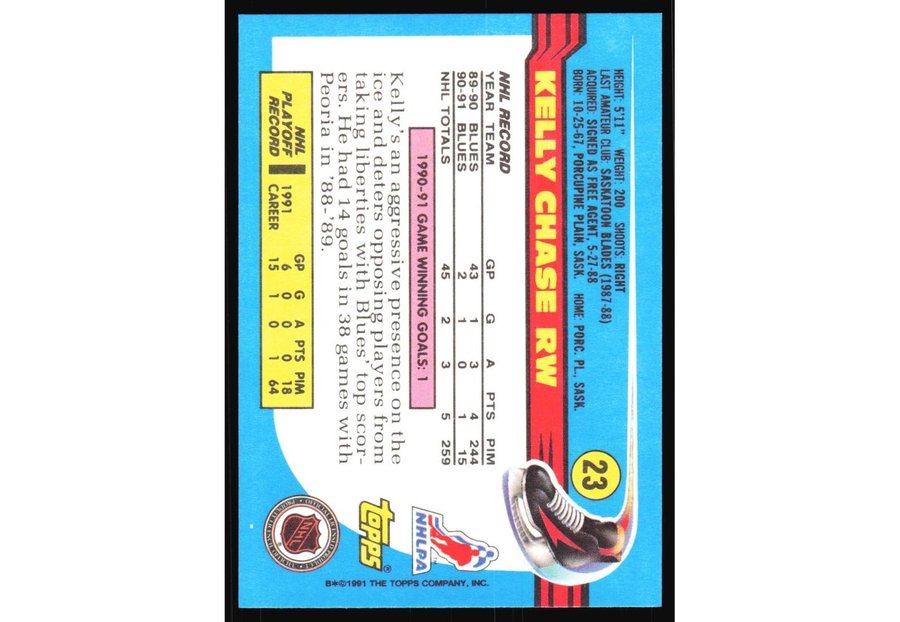 23
HEIGHT: 5'11" WEIGHT: 200 SHOOTS: RIGHT
LAST AMATEUR CLUB: SASKATOON BLADES (1987-88)
ACQUIRED: SIGNED AS FREE AGENT, 5-27-88
BORN: 10-25-67, PORCUPINE PLAIN, SASK. HOME: PORC. PL., SASK.
KELLY CHASE RW
NHL RECORD
YEAR TEAM GP G A PTS PIM
89-90 BLUES 43 1 3 4 244
90-91 BLUES 2 1 0 1 15
NHL TOTALS 45 2 3 5 259
1990-91 GAME WINNING GOALS: 1
Kelly's an aggressive presence on the
ice and deters opposing players from
taking liberties with Blues' top scor-
ers. He had 14 goals in 38 games with
Peoria in '88-'89.
NHL
PLAYOFF
RECORD
GP G A PTS PIM
1991 6 0 0 0 18
CAREER 15 1 0 1 64
NHLPA
TM
topps®
NHL
B*©1991 THE TOPPS COMPANY, INC.